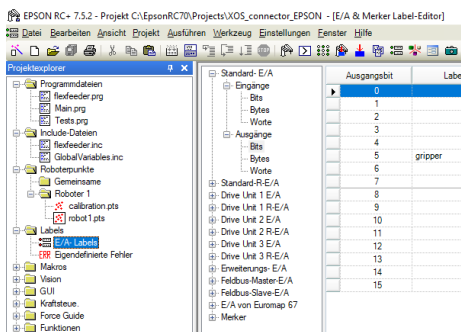 EPSON RC+ 7.5.2 - Projekt C:\EpsonRC70\Projects\XOS_connector_EPSON - [E/A & Merker Label-Editor]
Datei Bearbeiten Ansicht Projekt Ausführen Werkzeug Einstellungen Fenster Hilfe
Projektexplorer
Programmdateien
flexfeeder.prg
Main.prg
Tests.prg
Include-Dateien
flexfeeder.inc
GlobalVariables.inc
Roboterpunkte
Gemeinsame
Roboter 1
calibration.pts
robot1.pts
Labels
E/A- Labels
ERR Eigendefinierte Fehler
Makros
Vision
GUI
Kraftsteue.
Force Guide
Funktionen
Standard- E/A
Eingänge
Bits
Bytes
Worte
Ausgänge
Bits
Bytes
Worte
Standard-R-E/A
Drive Unit 1 E/A
Drive Unit 1 R-E/A
Drive Unit 2 E/A
Drive Unit 2 R-E/A
Drive Unit 3 E/A
Drive Unit 3 R-E/A
Erweiterungs- E/A
Feldbus-Master-E/A
Feldbus-Slave-E/A
E/A von Euromap 67
Merker
Ausgangsbit Labe
0
1
2
3
4
5 gripper
6
7
8
9
10
11
12
13
14
15